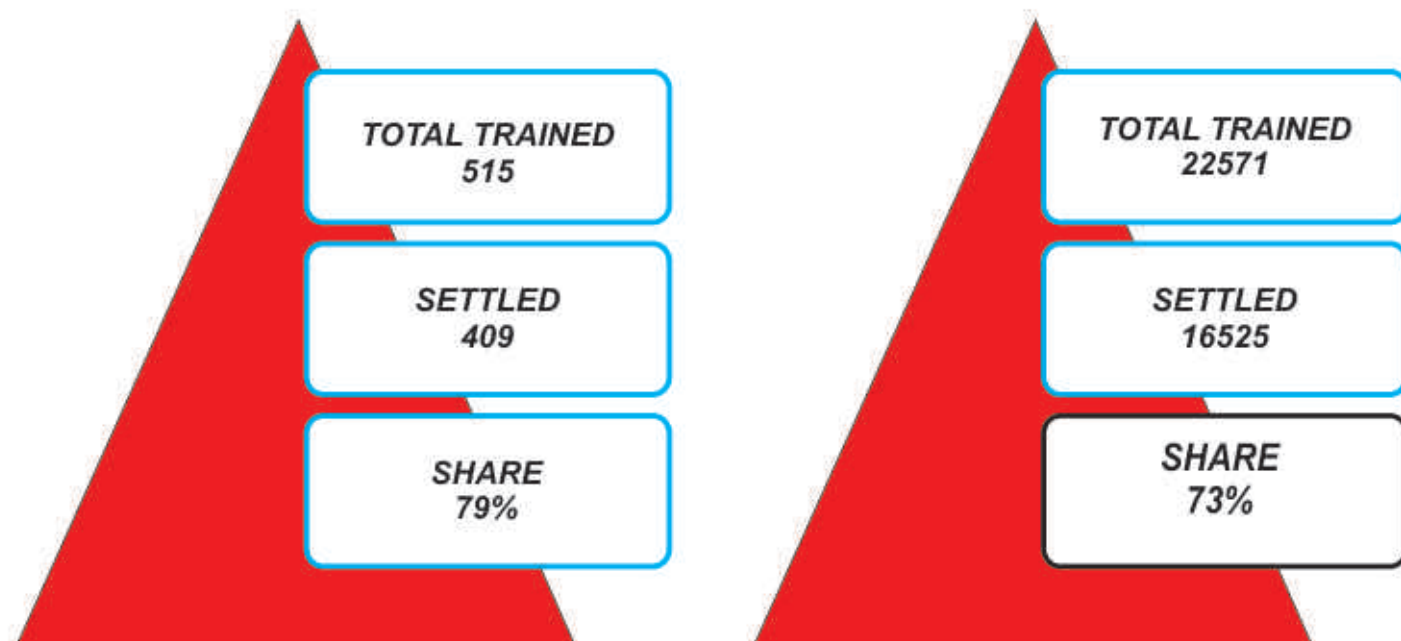 TOTAL TRAINED
515
SETTLED
409
SHARE
79%
TOTAL TRAINED
22571
SETTLED
16525
SHARE
73%